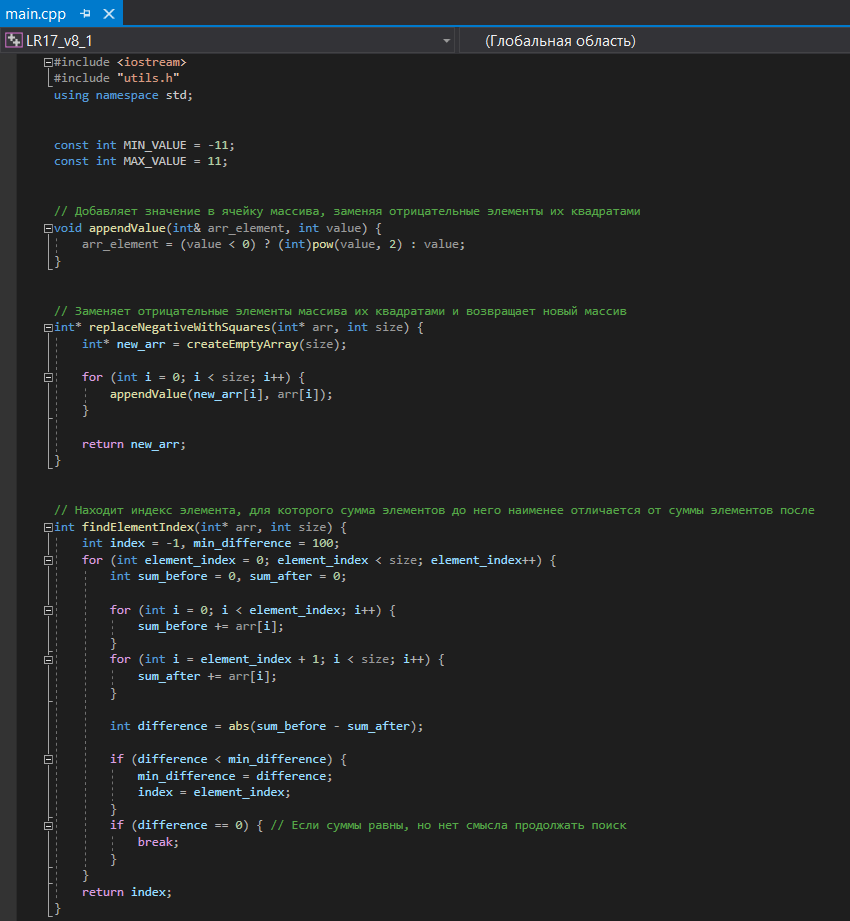 main.cpp
LR17_v8_1
(Глобальная область)
#include <iostream>
#include "utils.h"
using namespace std;
const int MIN_VALUE = -11;
const int MAX_VALUE = 11;
// Добавляет значение в ячейку массива, заменяя отрицательные элементы их квадратами
void appendValue(int& arr_element, int value) {
    arr_element = (value < 0) ? (int)pow(value, 2) : value;
}
// Заменяет отрицательные элементы массива их квадратами и возвращает новый массив
int* replaceNegativeWithSquares(int* arr, int size) {
    int* new_arr = createEmptyArray(size);
    for (int i = 0; i < size; i++) {
        appendValue(new_arr[i], arr[i]);
    }
    return new_arr;
}
// Находит индекс элемента, для которого сумма элементов до него наименее отличается от суммы элементов после
int findElementIndex(int* arr, int size) {
    int index = -1, min_difference = 100;
    for (int element_index = 0; element_index < size; element_index++) {
        int sum_before = 0, sum_after = 0;
        for (int i = 0; i < element_index; i++) {
            sum_before += arr[i];
        }
        for (int i = element_index + 1; i < size; i++) {
            sum_after += arr[i];
        }
        int difference = abs(sum_before - sum_after);
        if (difference < min_difference) {
            min_difference = difference;
            index = element_index;
        }
        if (difference == 0) { // Если суммы равны, но нет смысла продолжать поиск
            break;
        }
    }
    return index;
}